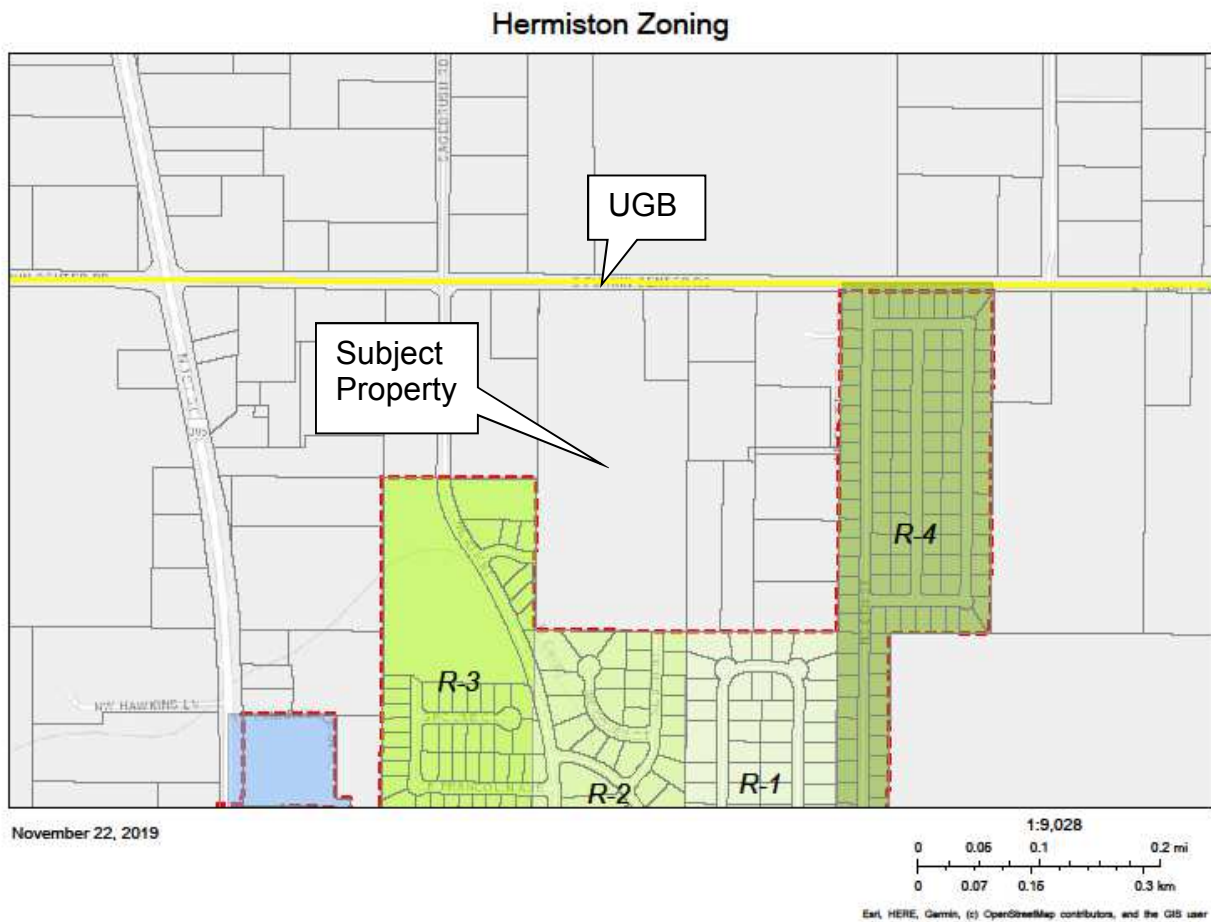 Hermiston Zoning
UGB
Subject
Property
395
R-4
R-3
NW HAWKINS LN
R-2
R-1
November 22, 2019
1:9,028
0 0.05 0.1 0.2 mi
0 0.07 0.15 0.3 km
Esri, HERE, Garmin, (c) OpenStreetMap contributors, and the GIS user